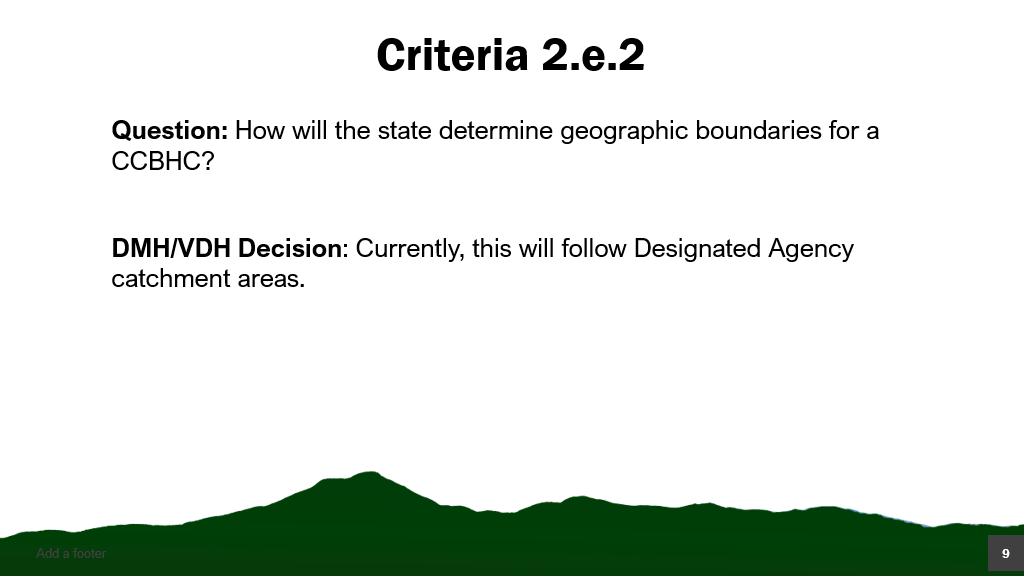 Criteria 2.e.2
Question: How will the state determine geographic boundaries for a
CCBHC?
DMH/VDH Decision: Currently, this will follow Designated Agency
catchment areas.
Add a footer
9